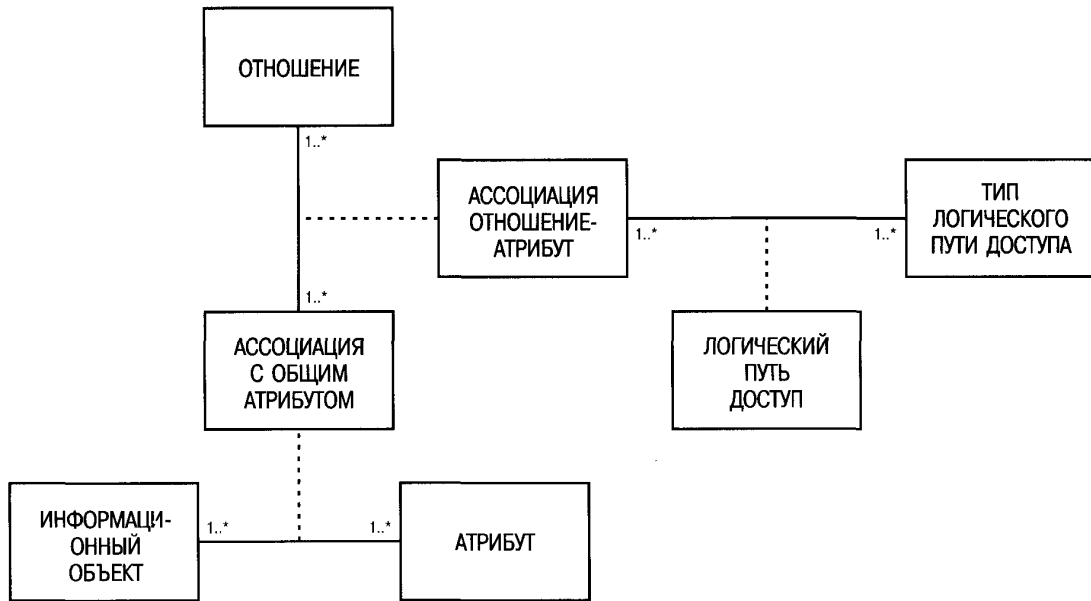 ОТНОШЕНИЕ
1..*
АССОЦИАЦИЯ
ОТНОШЕНИЕ-
АТРИБУТ
1..*
1..*
ТИП
ЛОГИЧЕСКОГО
ПУТИ ДОСТУПА
1..*
АССОЦИАЦИЯ
С ОБЩИМ
АТРИБУТОМ
ЛОГИЧЕСКИЙ
ПУТЬ
ДОСТУП
ИНФОРМАЦИ-
ОННЫЙ
ОБЪЕКТ
1..*
1..*
АТРИБУТ